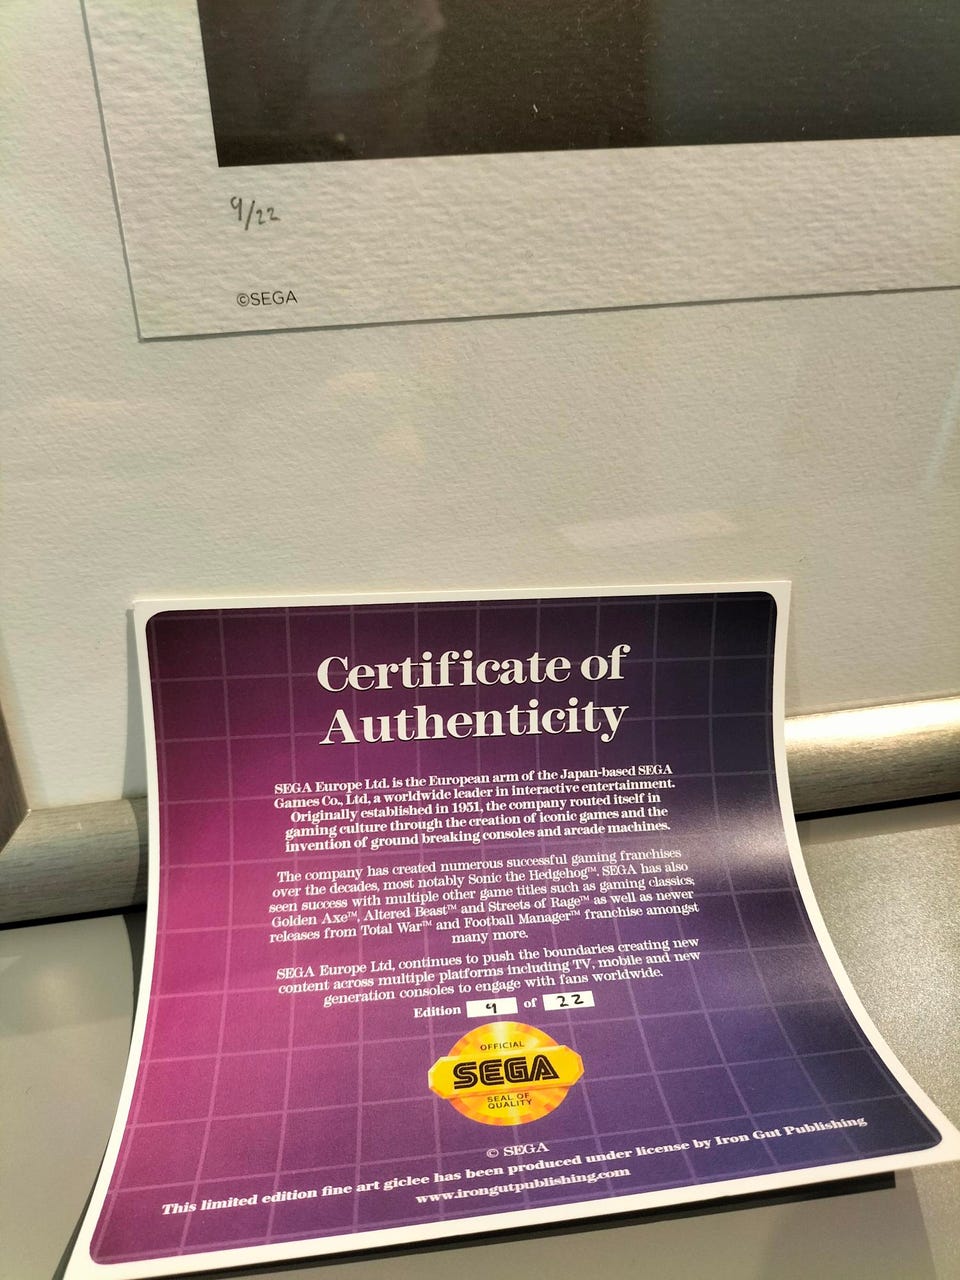 9/22
©SEGA
Certificate of
Authenticity
SEGA Europe Ltd. is the European arm of the Japan-based SEGA
Games Co., Ltd, a worldwide leader in interactive entertainment.
Originally established in 1951, the company routed itself in
gaming culture through the creation of iconic games and the
invention of ground breaking consoles and arcade machines.
The company has created numerous successful gaming franchises
over the decades, most notably Sonic the Hedgehog™. SEGA has also
seen success with multiple other game titles such as gaming classics;
Golden Axe™, Altered Beast™ and Streets of Rage™ as well as newer
releases from Total War™ and Football Manager™ franchise amongst
many more.
SEGA Europe Ltd, continues to push the boundaries creating new
content across multiple platforms including TV, mobile and new
generation consoles to engage with fans worldwide.
Edition 9 of 22
OFFICIAL
SEGA
SEAL OF
QUALITY
© SEGA
This limited edition fine art giclee has been produced under license by Iron Gut Publishing
www.irongutpublishing.com